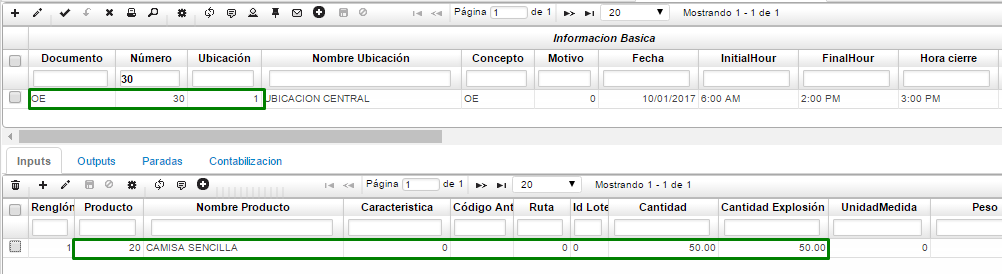 Página 1 de 1 20 Mostrando 1 - 1 de 1
Informacion Basica
Documento Número Ubicación Nombre Ubicación Concepto Motivo Fecha InitialHour FinalHour Hora cierre
30
OE 30 1 UBICACION CENTRAL OE 0 10/01/2017 6:00 AM 2:00 PM 3:00 PM
Inputs Outputs Paradas Contabilizacion
Página 1 de 1 20 Mostrando 1 - 1 de 1
Renglón Producto Nombre Producto Caracteristica Código Ant Ruta Id Lote Cantidad Cantidad Explosión UnidadMedida Peso
1 20 CAMISA SENCILLA 0 0 0 0 50.00 50.00 0